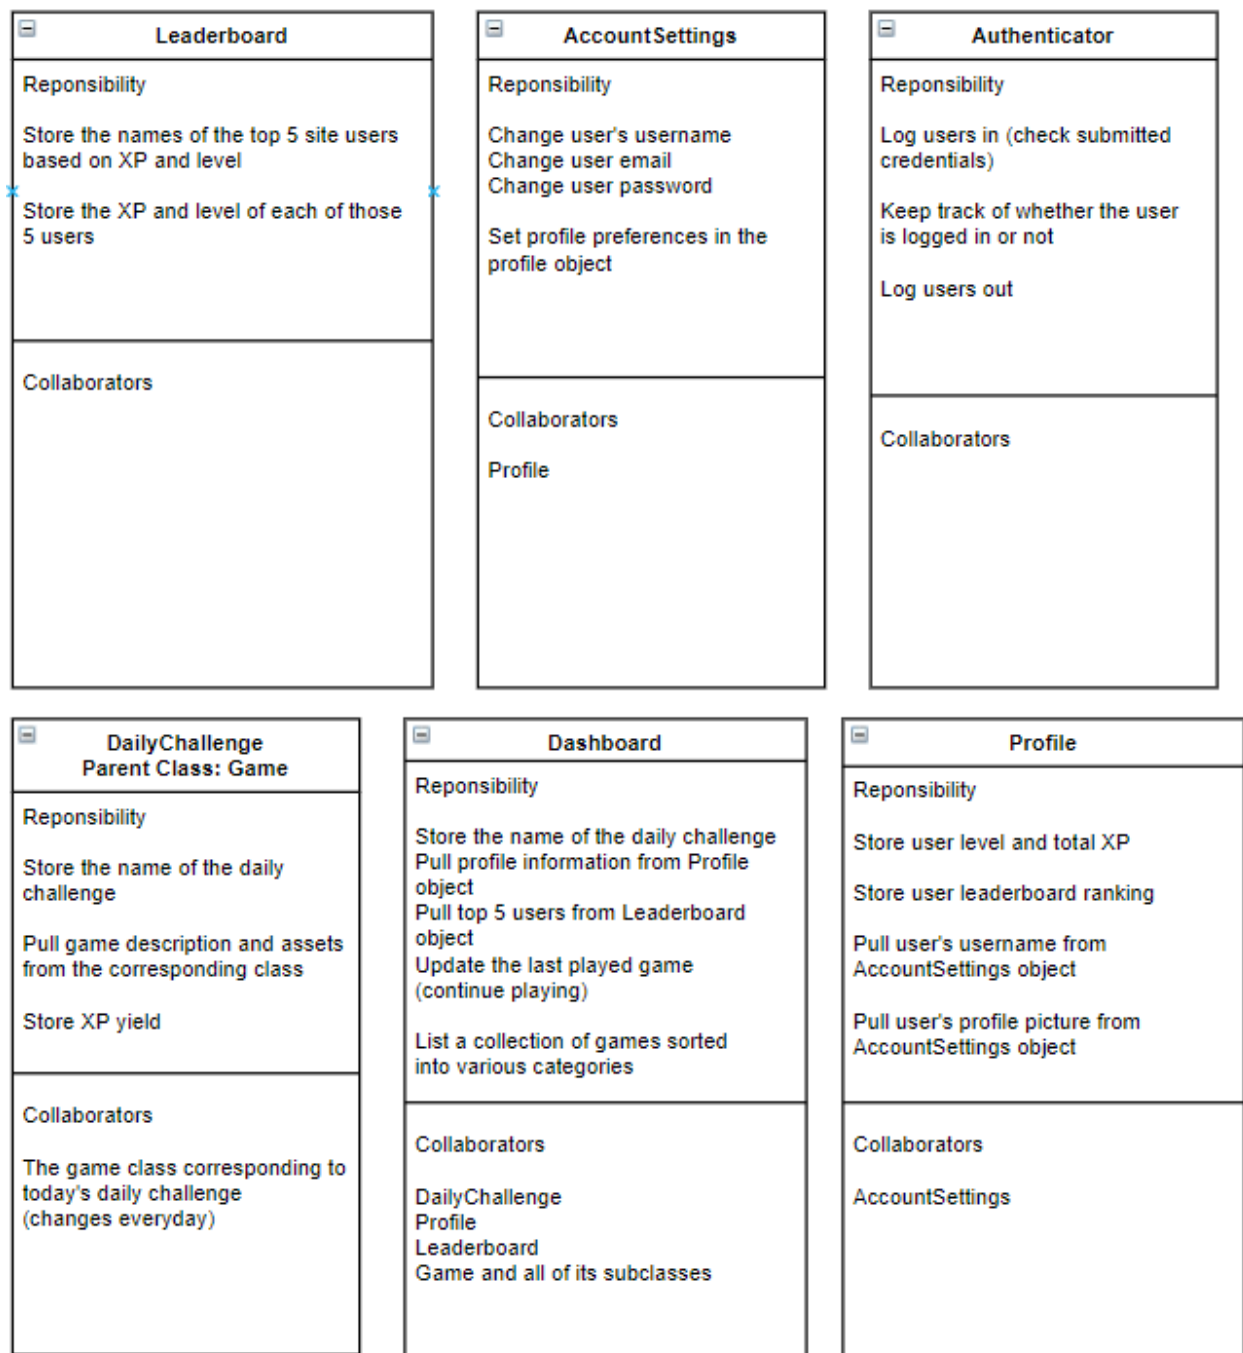 Leaderboard
Reponsibility
Store the names of the top 5 site users
based on XP and level
Store the XP and level of each of those
5 users
Collaborators
AccountSettings
Reponsibility
Change user's username
Change user email
Change user password
Set profile preferences in the
profile object
Collaborators
Profile
Authenticator
Reponsibility
Log users in (check submitted
credentials)
Keep track of whether the user
is logged in or not
Log users out
Collaborators
DailyChallenge
Parent Class: Game
Reponsibility
Store the name of the daily
challenge
Pull game description and assets
from the corresponding class
Store XP yield
Collaborators
The game class corresponding to
today's daily challenge
(changes everyday)
Dashboard
Reponsibility
Store the name of the daily challenge
Pull profile information from Profile
object
Pull top 5 users from Leaderboard
object
Update the last played game
(continue playing)
List a collection of games sorted
into various categories
Collaborators
DailyChallenge
Profile
Leaderboard
Game and all of its subclasses
Profile
Reponsibility
Store user level and total XP
Store user leaderboard ranking
Pull user's username from
AccountSettings object
Pull user's profile picture from
AccountSettings object
Collaborators
AccountSettings